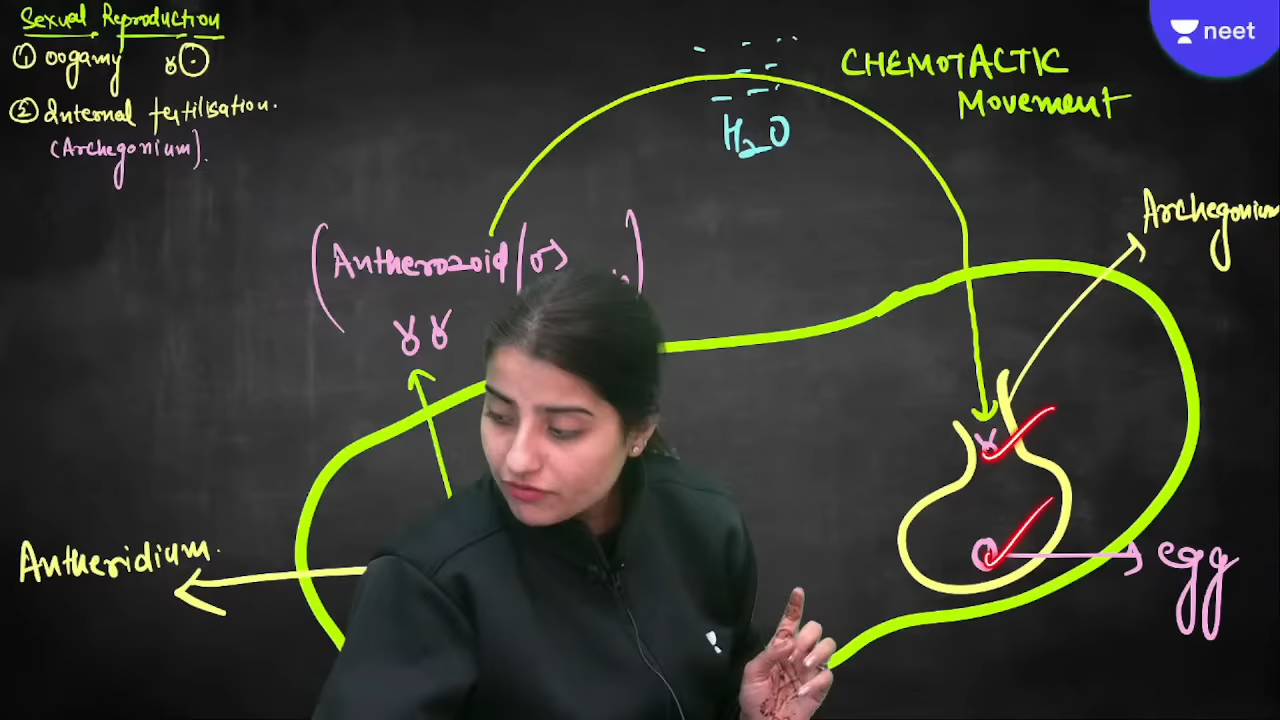 Sexual Reproduction
① oogamy
② Internal fertilisation.
(Archegonium).
neet
CHEMOTACTIC
Movement
H₂O
Archegonium
(Antherozoid/
Antheridium.
egg